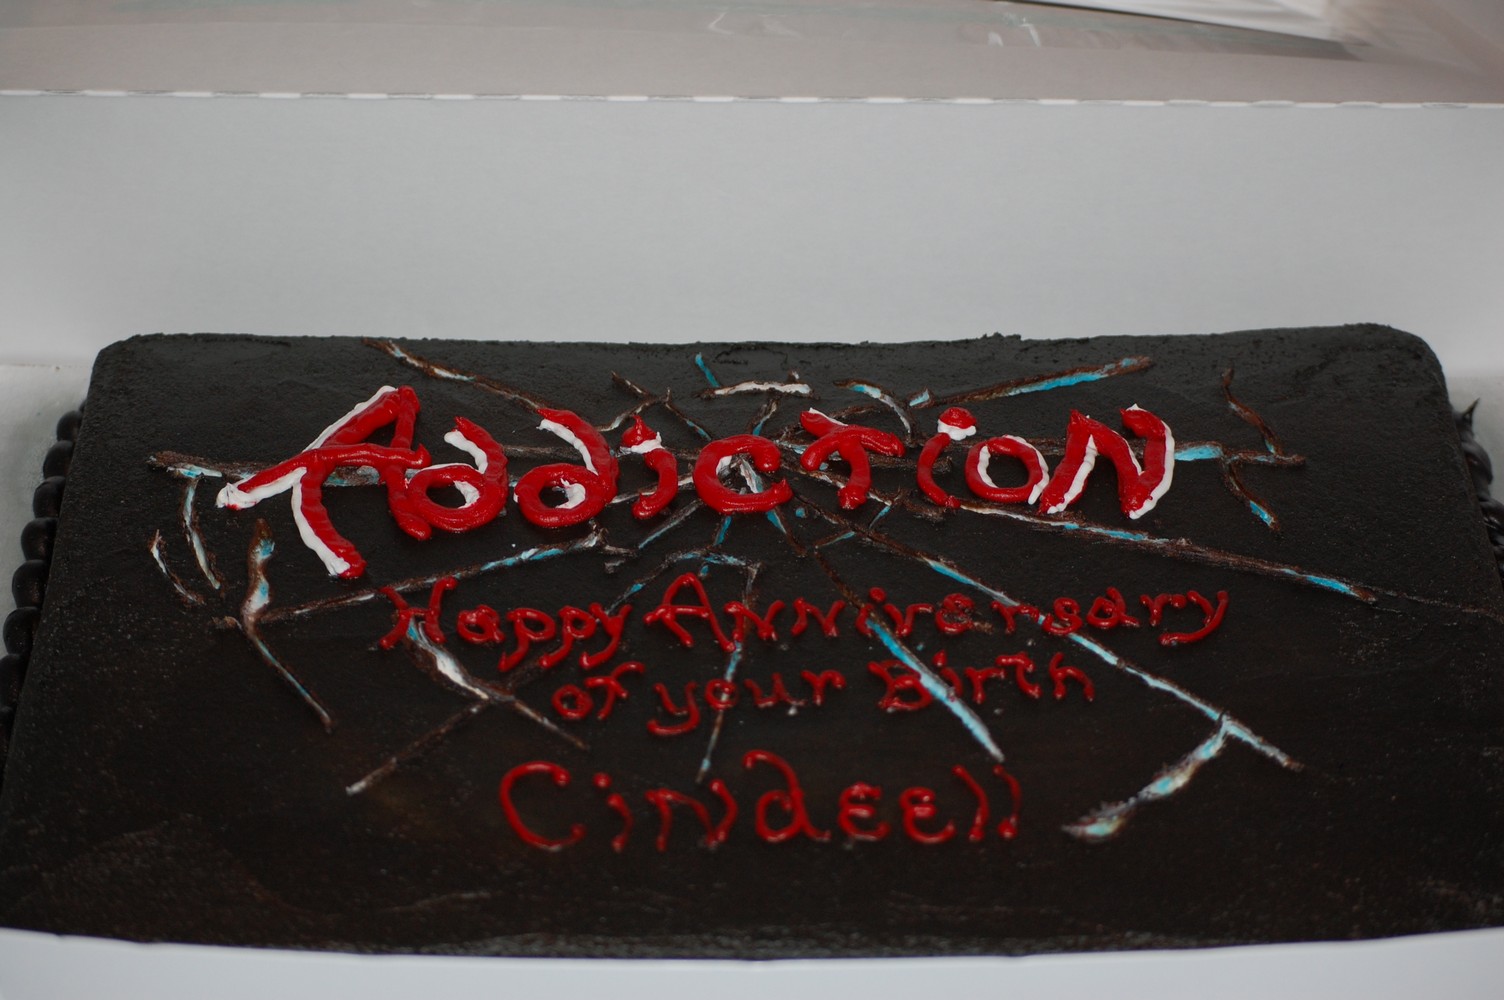 AddicTioN
Happy ANNiversary
of your Birth
CiNdEEll